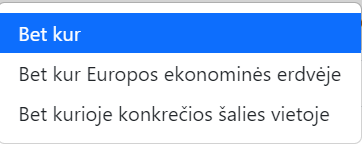 Bet kur
Bet kur Europos ekonominės erdvėje
Bet kurioje konkrečios šalies vietoje